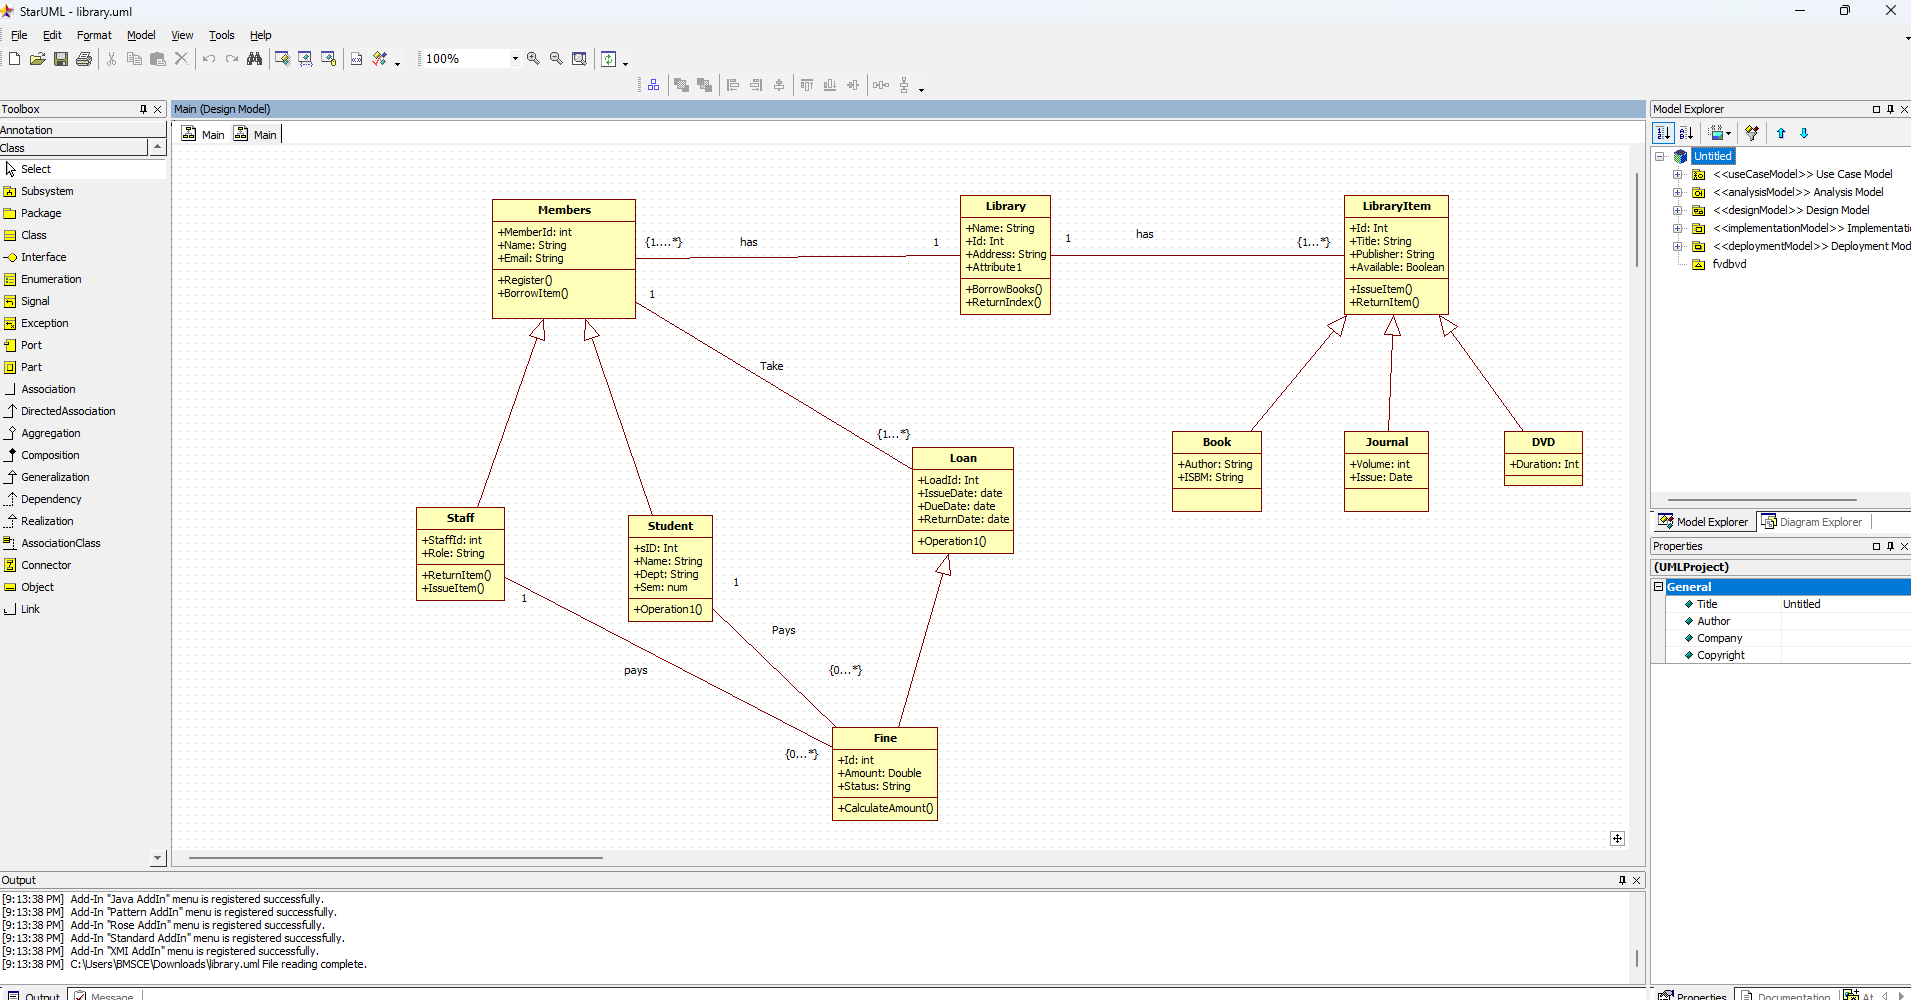 StarUML - library.uml
File Edit Format Model View Tools Help
100%
Toolbox
Annotation
Class
Select
Subsystem
Package
Class
Interface
Enumeration
Signal
Exception
Port
Part
Association
DirectedAssociation
Aggregation
Composition
Generalization
Dependency
Realization
AssociationClass
Connector
Object
Link
Main (Design Model)
Main Main
Members
+MemberId: int
+Name: String
+Email: String
+Register()
+BorrowItem()
{1....*} has 1
Library
+Name: String
+Id: Int
+Address: String
+Attribute1
+BorrowBooks()
+ReturnIndex()
1 has {1...*}
LibraryItem
+Id: Int
+Title: String
+Publisher: String
+Available: Boolean
+IssueItem()
+ReturnItem()
1
Take
{1...*}
Loan
+LoadId: Int
+IssueDate: date
+DueDate: date
+ReturnDate: date
+Operation1()
Book
+Author: String
+ISBM: String
Journal
+Volume: int
+Issue: Date
DVD
+Duration: Int
Staff
+StaffId: int
+Role: String
+ReturnItem()
+IssueItem()
Student
+sID: Int
+Name: String
+Dept: String
+Sem: num
+Operation1()
1
pays
{0...*}
1
Pays
{0...*}
Fine
+Id: int
+Amount: Double
+Status: String
+CalculateAmount()
Model Explorer
Untitled
<<useCaseModel>> Use Case Model
<<analysisModel>> Analysis Model
<<designModel>> Design Model
<<implementationModel>> Implementati
<<deploymentModel>> Deployment Mod
fvdbvd
Model Explorer Diagram Explorer
Properties
(UMLProject)
General
Title Untitled
Author
Company
Copyright
Output
[9:13:38 PM] Add-In "Java AddIn" menu is registered successfully.
[9:13:38 PM] Add-In "Pattern AddIn" menu is registered successfully.
[9:13:38 PM] Add-In "Rose AddIn" menu is registered successfully.
[9:13:38 PM] Add-In "Standard AddIn" menu is registered successfully.
[9:13:38 PM] Add-In "XMI AddIn" menu is registered successfully.
[9:13:38 PM] C:\Users\BMSCE\Downloads\library.uml File reading complete.
Output Message
Properties Documentation At